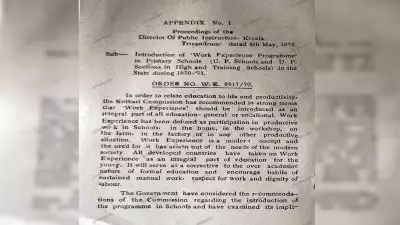 APPENDIX No. I
Proceedings of the
Director Of Public Instruction- Kerala
Trivandrum dated 8th May, 1970.
Sub:— Introduction of 'Work Experience Programme'
in Primary Schools (U. P. Schools and U. P.
Sections in High and Training Schools) in the
State during 1970-'71.
ORDER NO. W. E. 8917/70,
In order to relate education to life and productivity,
the Kothari Commission has recommended in strong terms
that 'Work Experience' should be introduced as an
integral part of all education- general or vocational. Work
Experience has been defined as participation in productive
work in Schools, in the home, in the workshop, on
the farm, in the factory or in any other productive
situation. Work Experience is a modern concept and
the need for it has arisen out of the needs of the modern
society. All developed countries have taken up Work
Experience as an integral part of education for the
young. It will serve as a corrective to the over academic
nature of formal education and encourage habits of
sustained manual work, respect for work and dignity of
labour.
The Government have considered the recommenda-
tions of the Commission regarding the introduction of
the programme in Schools and have examined its impli-